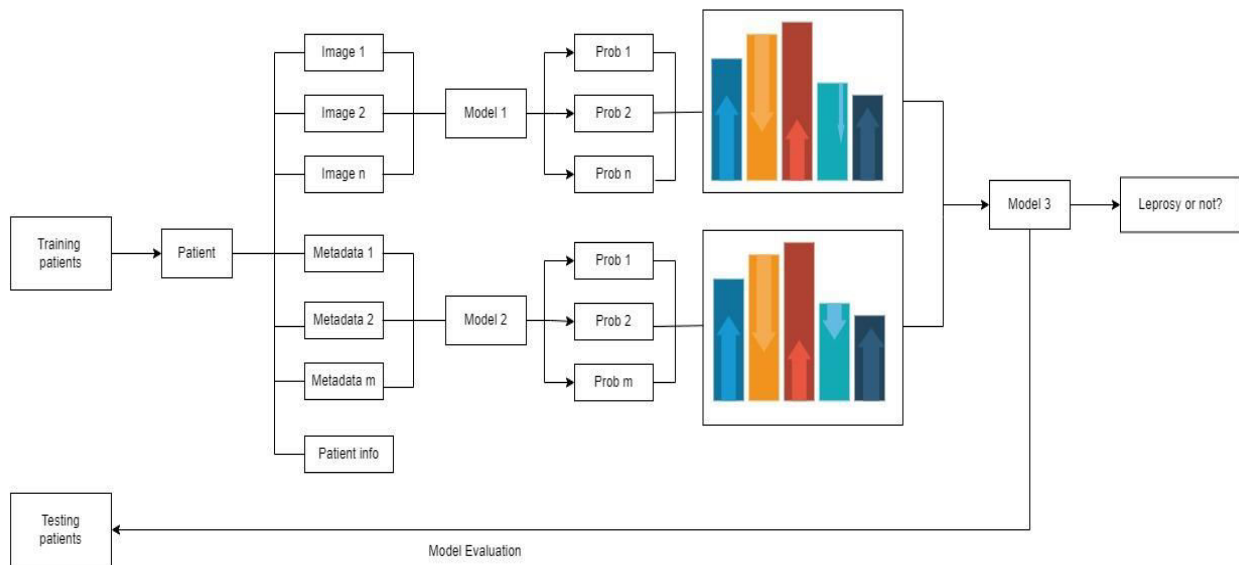 Image 1
Prob 1
Image 2
Model 1
Prob 2
Image n
Prob n
Training
patients
Patient
Metadata 1
Prob 1
Model 3
Leprosy or not?
Metadata 2
Model 2
Prob 2
Metadata m
Prob m
Patient info
Testing
patients
Model Evaluation